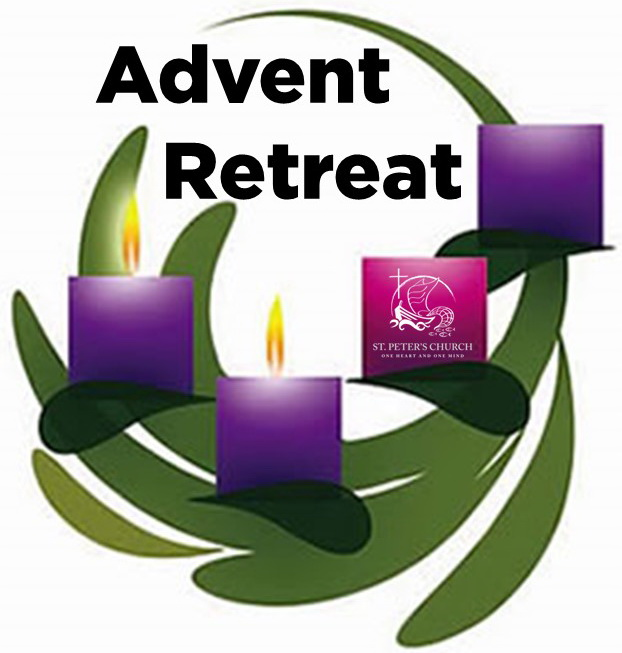 Advent
Retreat
ST. PETER'S CHURCH
ONE HEART AND ONE MIND